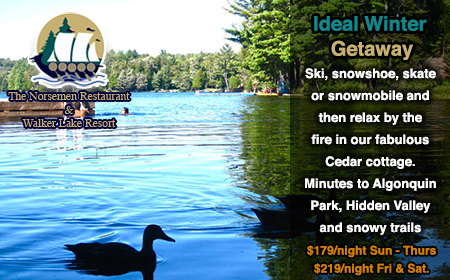 The Norsemen Restaurant
&
Walker Lake Resort
Ideal Winter
Getaway
Ski, snowshoe, skate
or snowmobile and
then relax by the
fire in our fabulous
Cedar cottage.
Minutes to Algonquin
Park, Hidden Valley
and snowy trails
$179/night Sun - Thurs
$219/night Fri & Sat.